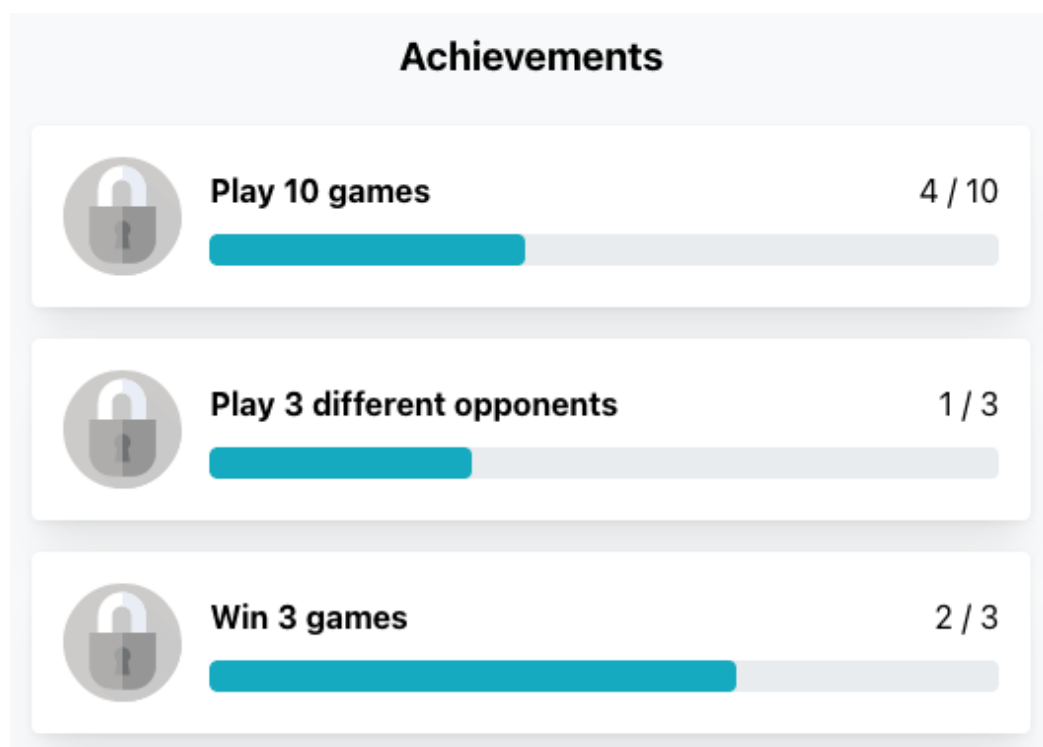 Achievements
Play 10 games 4 / 10
Play 3 different opponents 1 / 3
Win 3 games 2 / 3